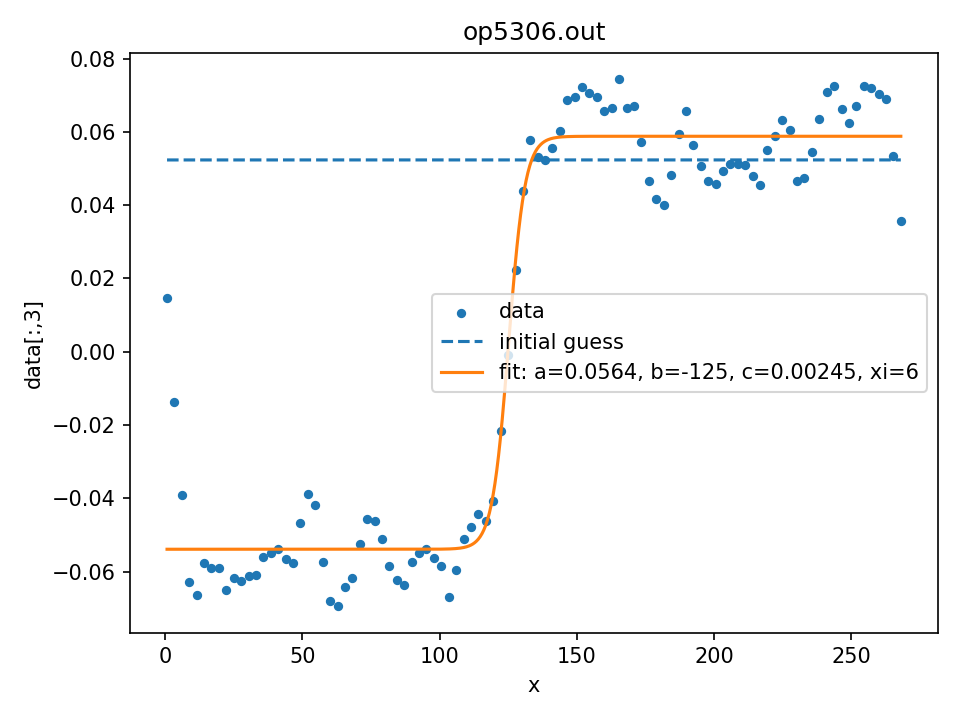 op5306.out
0.08
0.06
0.04
0.02
0.00
−0.02
−0.04
−0.06
data[:,3]
data
initial guess
fit: a=0.0564, b=-125, c=0.00245, xi=6
0 50 100 150 200 250
x